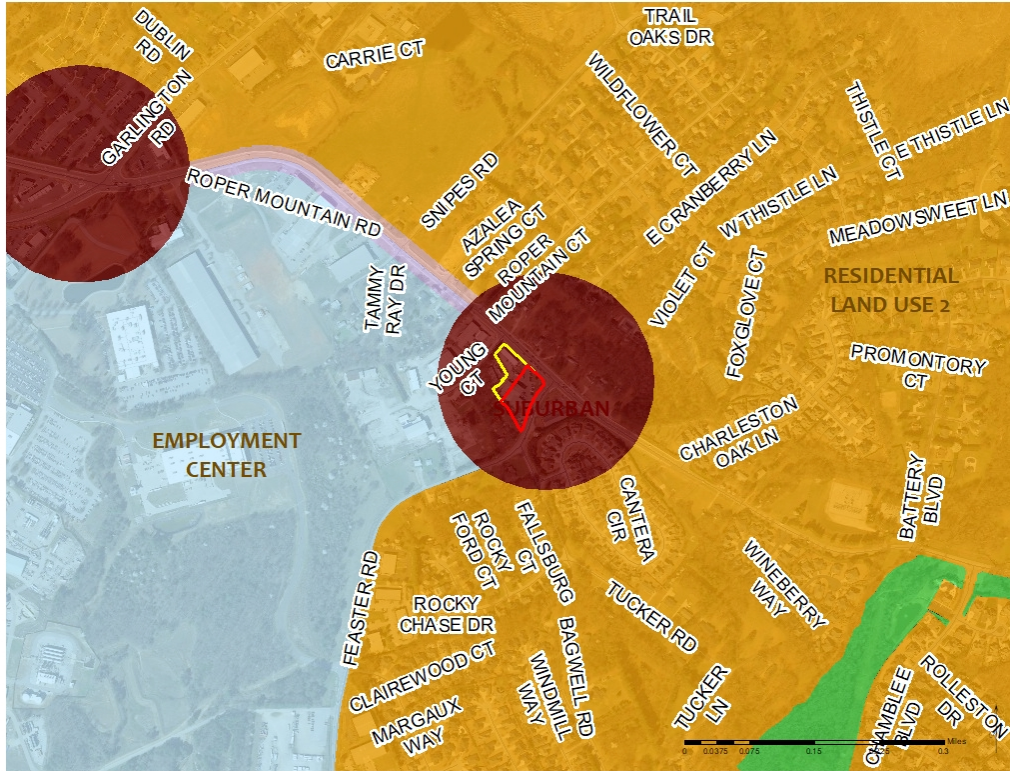 TRAIL
OAKS DR
DUBLIN
RD
CARRIE CT
GARLINGTON
RD
WILDFLOWER CT
THISTLE CT
E THISTLE LN
ROPER MOUNTAIN RD
SNIPES RD
E CRANBERRY LN
W THISTLE LN
MEADOWSWEET LN
AZALEA
SPRING CT
ROPER
MOUNTAIN CT
TAMMY
RAY DR
VIOLET CT
FOXGLOVE CT
RESIDENTIAL
LAND USE 2
YOUNG
CT
PROMONTORY
CT
SUBURBAN
EMPLOYMENT
CENTER
CHARLESTON
OAK LN
BATTERY
BLVD
CANTERA
CIR
FALLSBURG
CT
ROCKY
FORD CT
WINEBERRY
WAY
FEASTER RD
ROCKY
CHASE DR
TUCKER RD
BAGWELL RD
CLAIREWOOD CT
WINDMILL
WAY
MARGAUX
WAY
TUCKER
LN
CHAMBLEE
BLVD
ROLLESTON
DR
Miles
0 0.0375 0.075 0.15 0.3